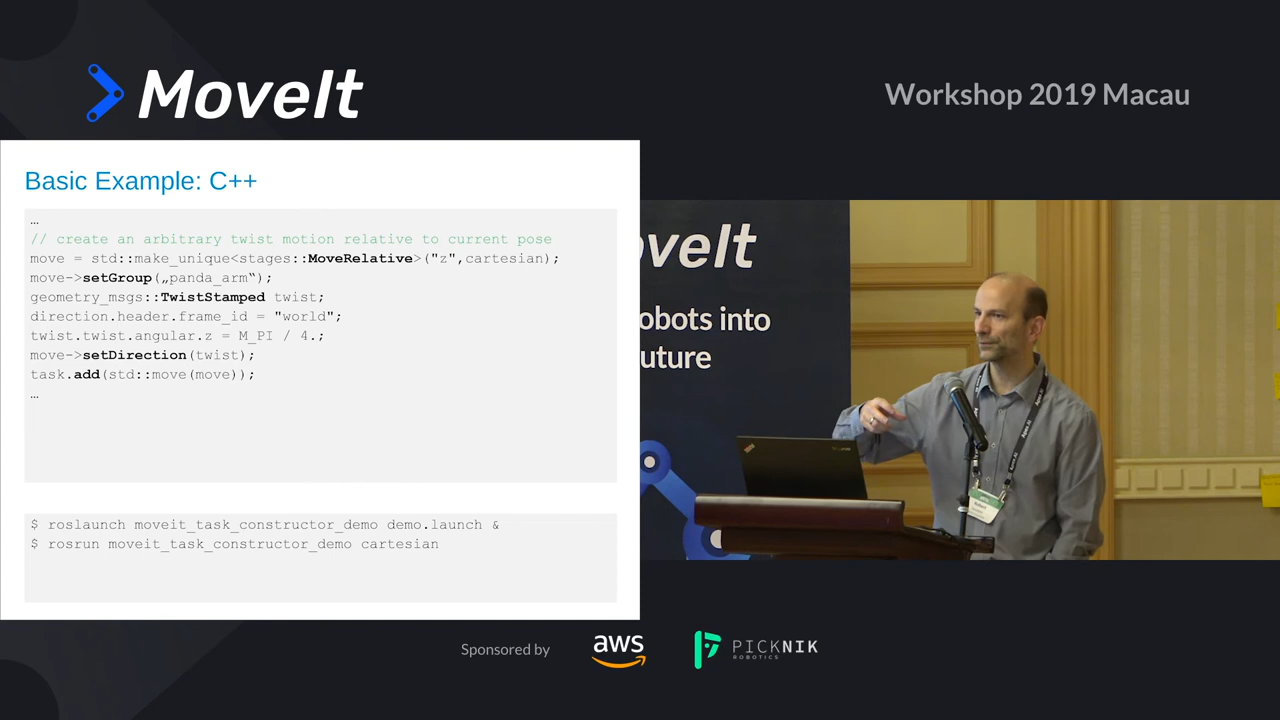 MoveIt
Workshop 2019 Macau
Basic Example: C++
…
// create an arbitrary twist motion relative to current pose
move = std::make_unique<stages::MoveRelative>("z",cartesian);
move->setGroup(„panda_arm“);
geometry_msgs::TwistStamped twist;
direction.header.frame_id = "world";
twist.twist.angular.z = M_PI / 4.;
move->setDirection(twist);
task.add(std::move(move));
…
$ roslaunch moveit_task_constructor_demo demo.launch &
$ rosrun moveit_task_constructor_demo cartesian
oveIt
obots into
uture
Sponsored by
aws
PICKNIK
ROBOTICS